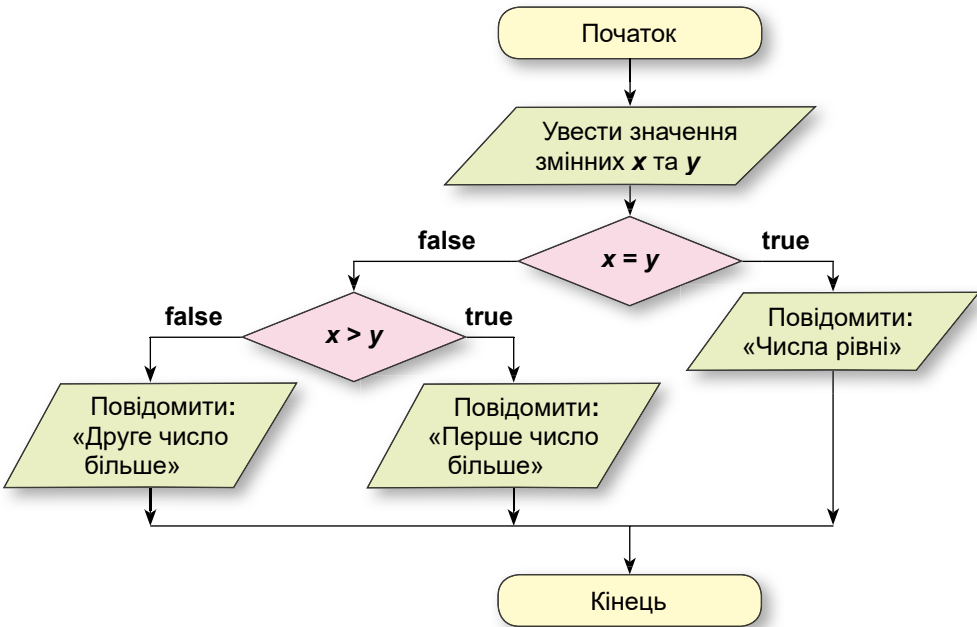 Початок
Увести значення
змінних x та y
false
true
x = y
false
true
x > y
Повідомити:
«Числа рівні»
Повідомити:
«Друге число
більше»
Повідомити:
«Перше число
більше»
Кінець